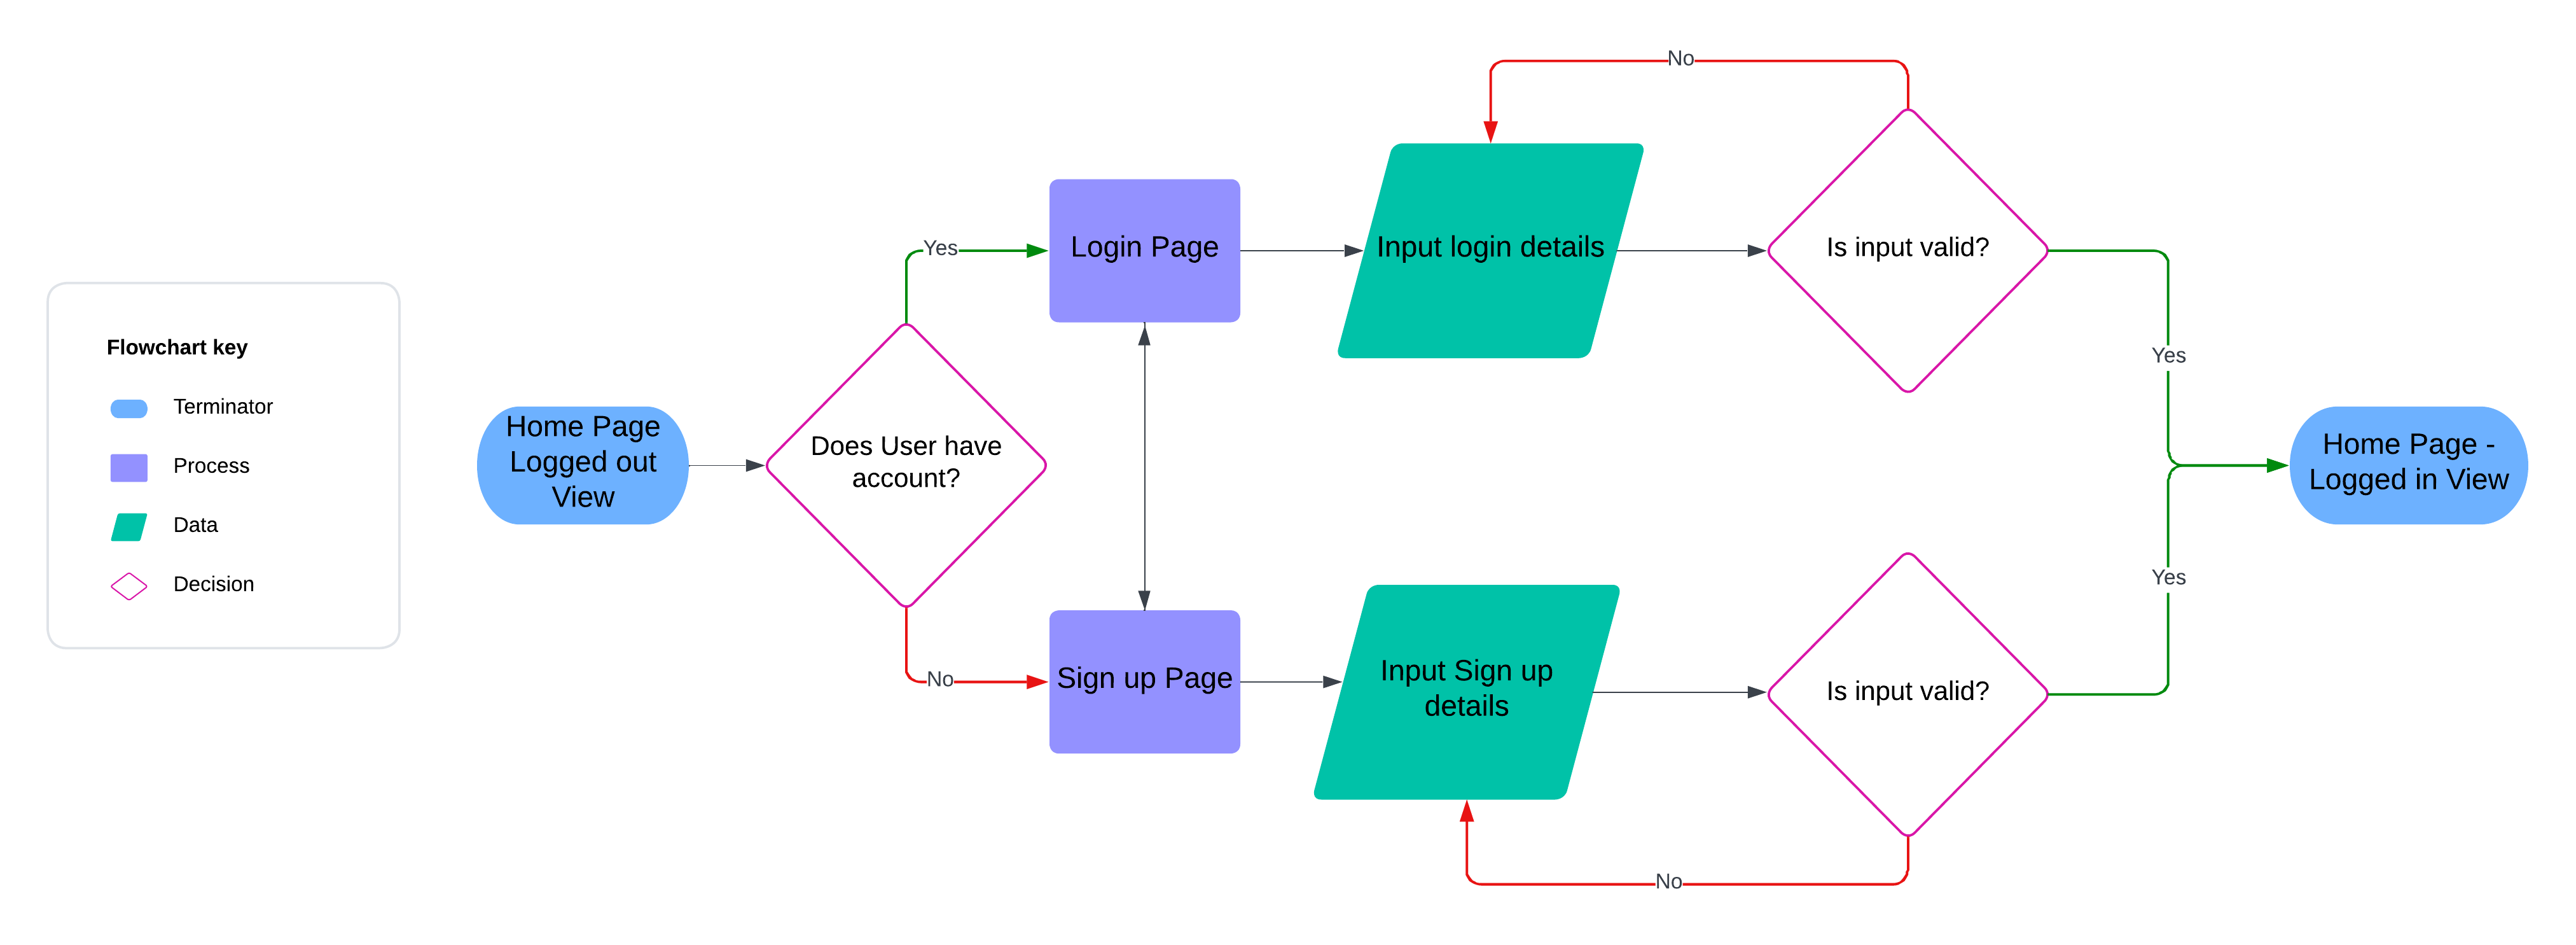 Flowchart key
Terminator
Process
Data
Decision
Home Page
Logged out
View
Does User have
account?
Yes
No
Login Page
Sign up Page
Input login details
Input Sign up
details
No
Is input valid?
Is input valid?
No
Yes
Yes
Home Page -
Logged in View